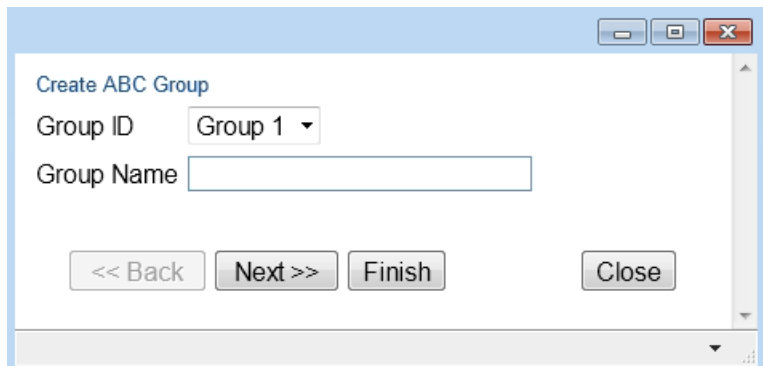 Create ABC Group
Group ID Group 1
Group Name
<< Back Next >> Finish Close